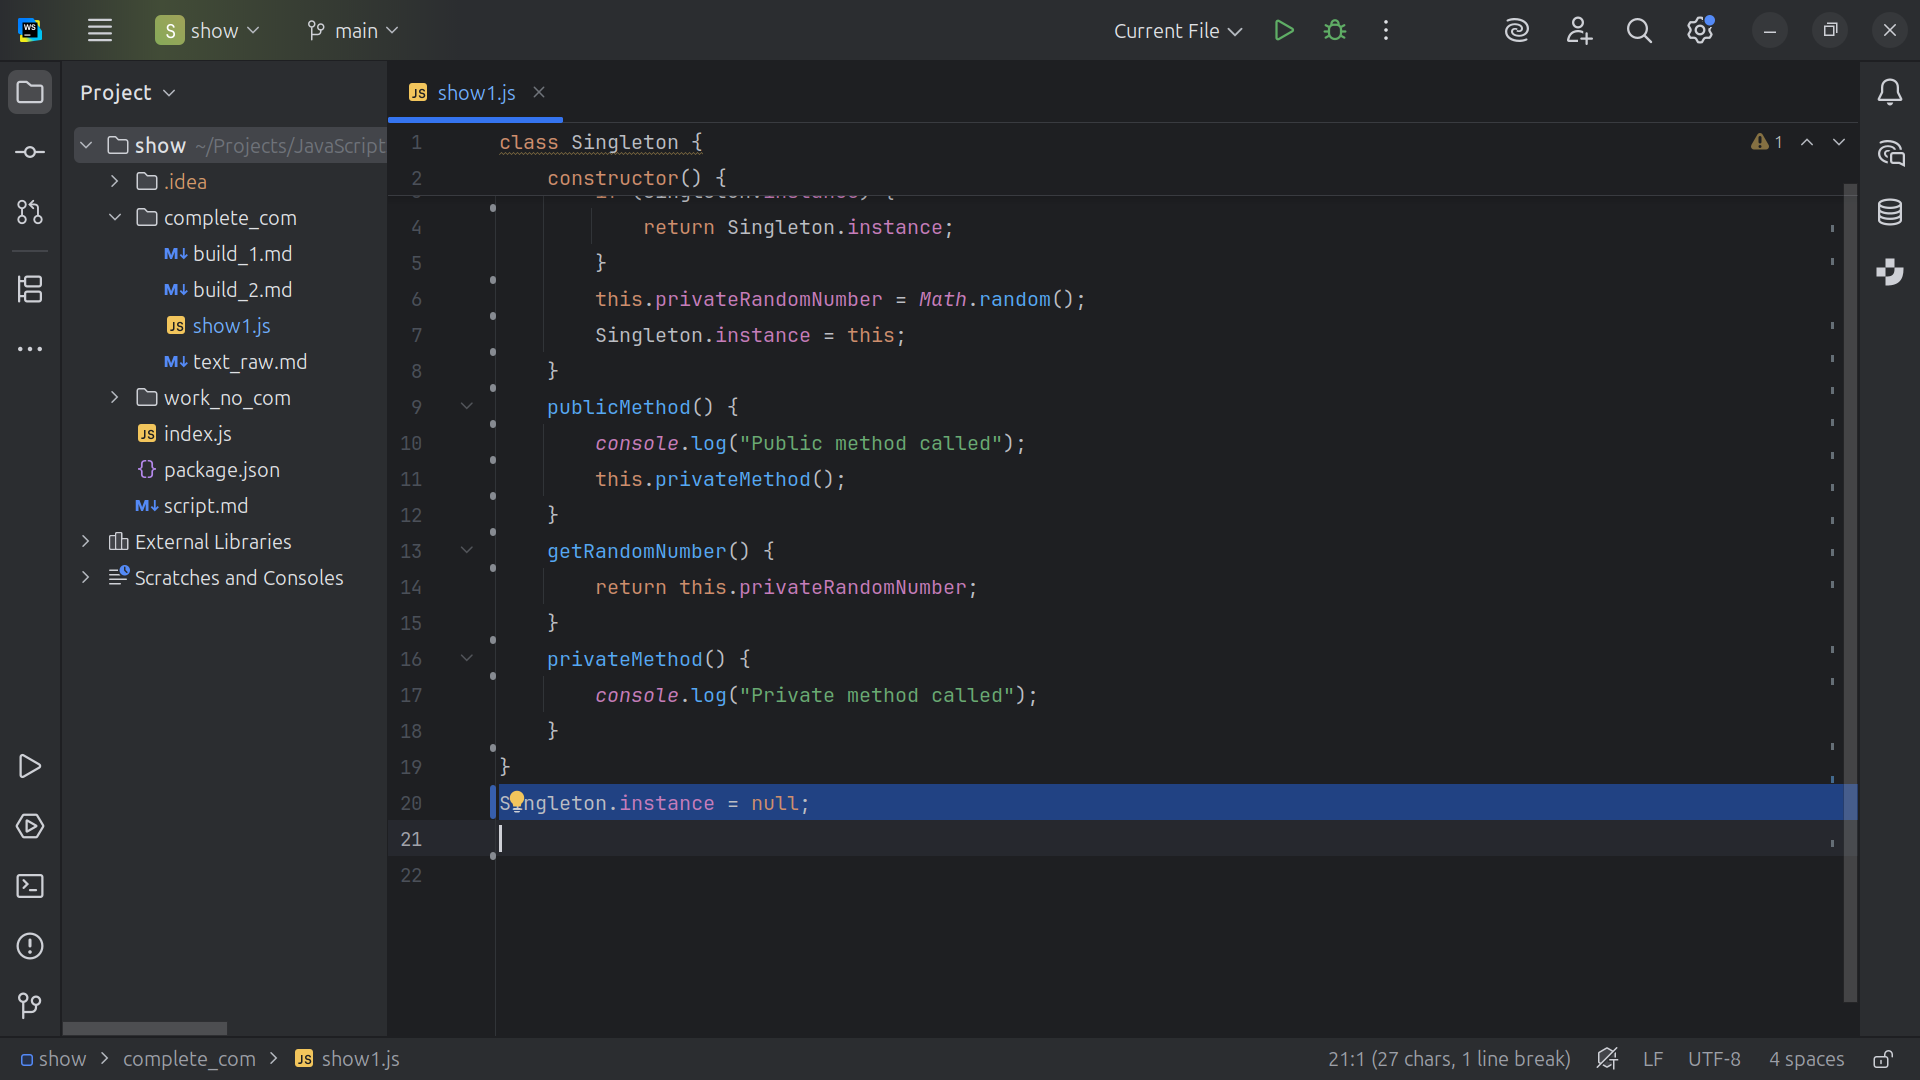 WS
S show
main
Current File
Project
show ~/Projects/JavaScript
.idea
complete_com
M↓ build_1.md
M↓ build_2.md
JS show1.js
M↓ text_raw.md
work_no_com
JS index.js
{} package.json
M↓ script.md
External Libraries
Scratches and Consoles
JS show1.js
1 class Singleton {
1
2 constructor() {
4 return Singleton.instance;
5 }
6 this.privateRandomNumber = Math.random();
7 Singleton.instance = this;
8 }
9 publicMethod() {
10 console.log("Public method called");
11 this.privateMethod();
12 }
13 getRandomNumber() {
14 return this.privateRandomNumber;
15 }
16 privateMethod() {
17 console.log("Private method called");
18 }
19 }
20 Singleton.instance = null;
21
22
show > complete_com > JS show1.js
21:1 (27 chars, 1 line break)
LF
UTF-8
4 spaces